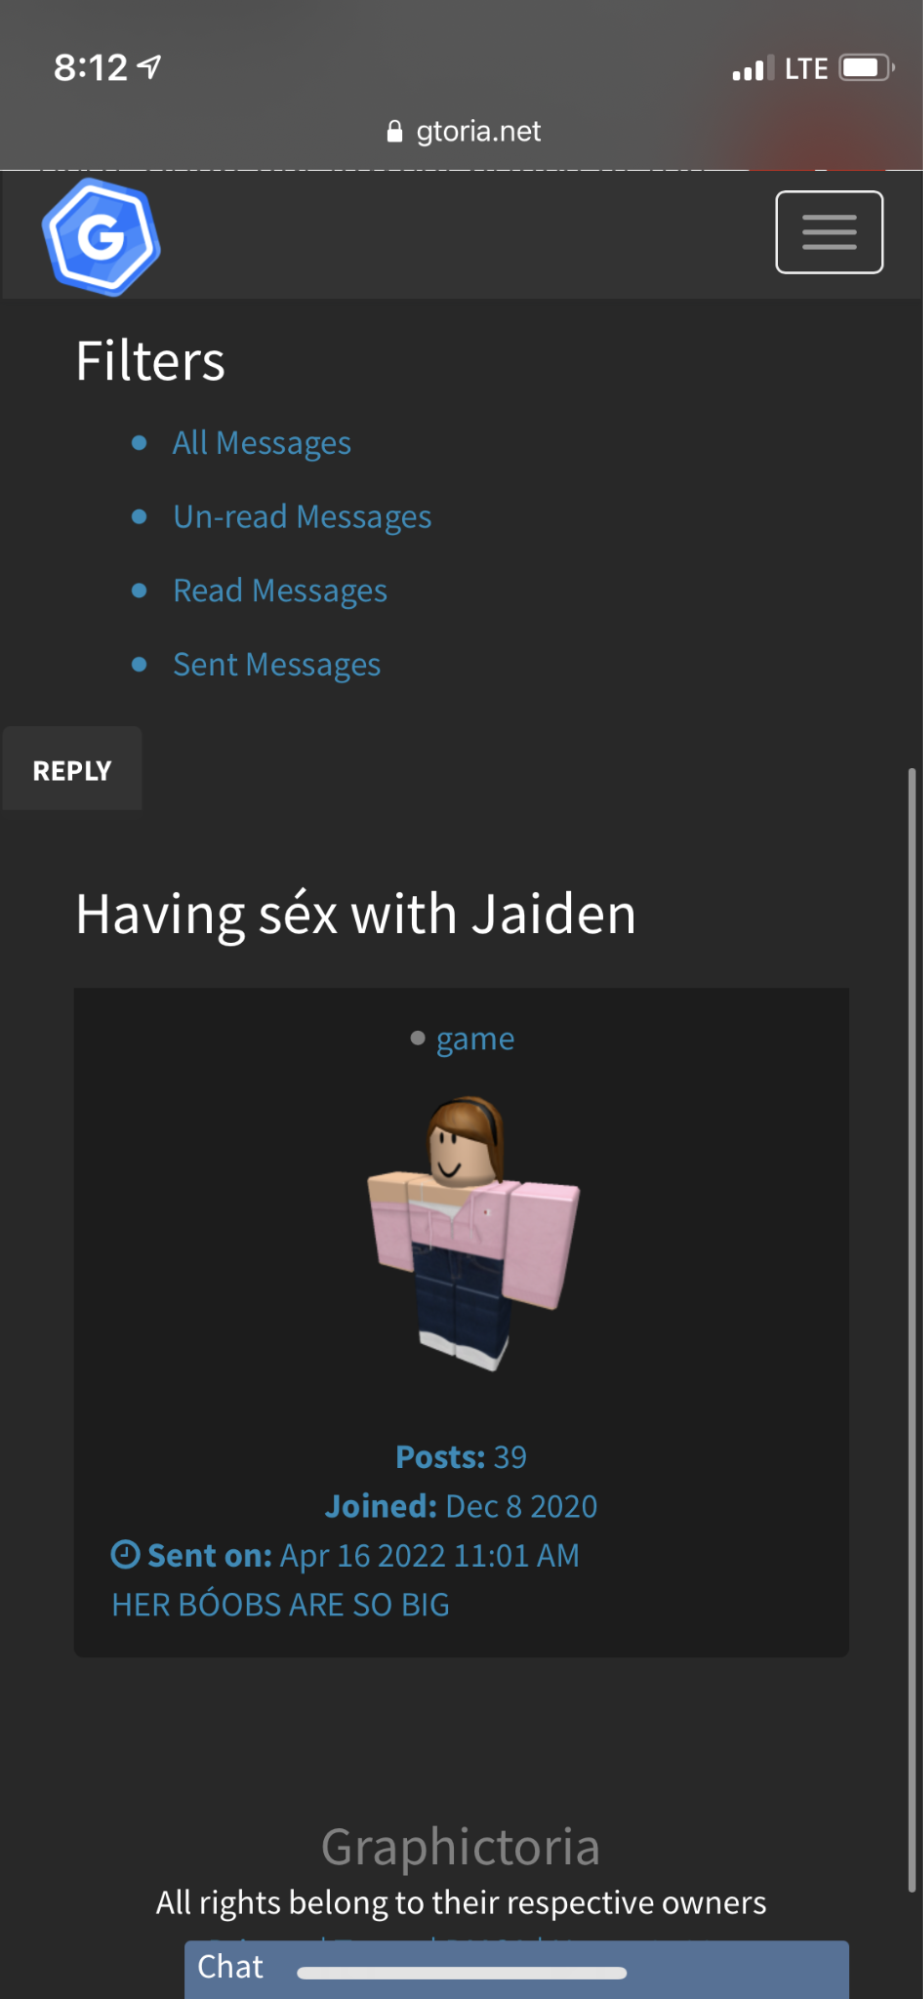 8:12
LTE
gtoria.net
G
Filters
All Messages
Un-read Messages
Read Messages
Sent Messages
REPLY
Having séx with Jaiden
game
Posts: 39
Joined: Dec 8 2020
Sent on: Apr 16 2022 11:01 AM
HER BÓOBS ARE SO BIG
Graphictoria
All rights belong to their respective owners
Chat